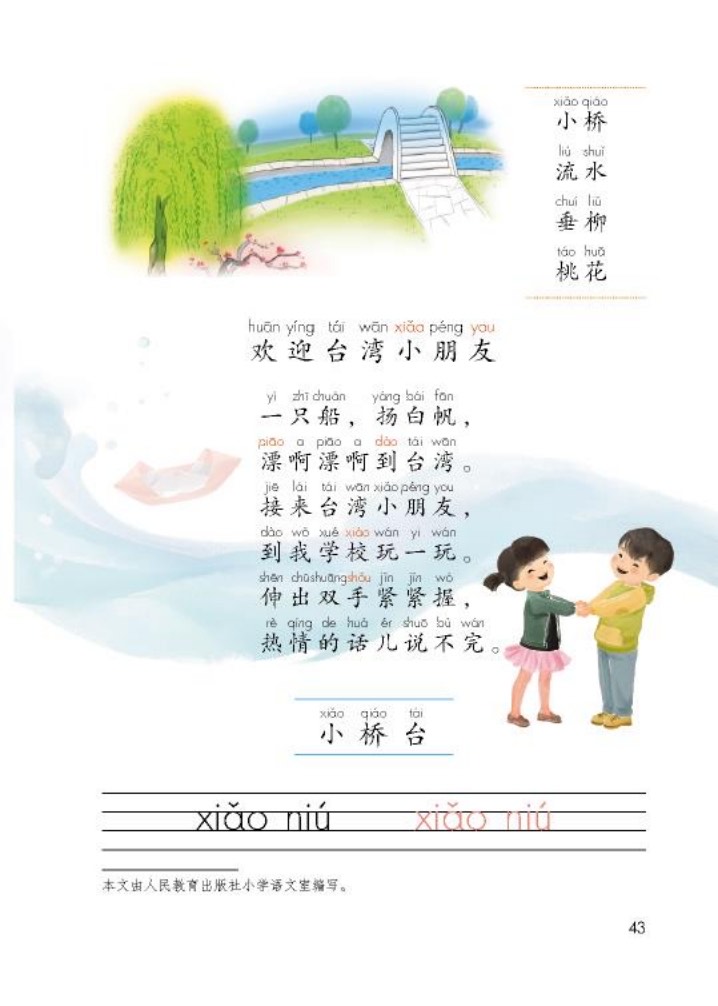 xiǎo qiáo
小桥
liú shuǐ
流水
chuí liǔ
垂柳
táo huā
桃花
huān yíng tái wān xiǎo péng you
欢迎台湾小朋友
yì zhī chuán yáng bái fān
一只船，扬白帆，
piāo a piāo a dào tái wān
漂啊漂啊到台湾。
jiē lái tái wān xiǎo péng you
接来台湾小朋友，
dào wǒ xué xiào wán yi wán
到我学校玩一玩。
shēn chū shuāng shǒu jǐn jǐn wò
伸出双手紧紧握，
rè qíng de huà ér shuō bù wán
热情的话儿说不完。
xiǎo qiáo tái
小桥台
xiǎo niú xiǎo niú
本文由人民教育出版社小学语文室编写。
43